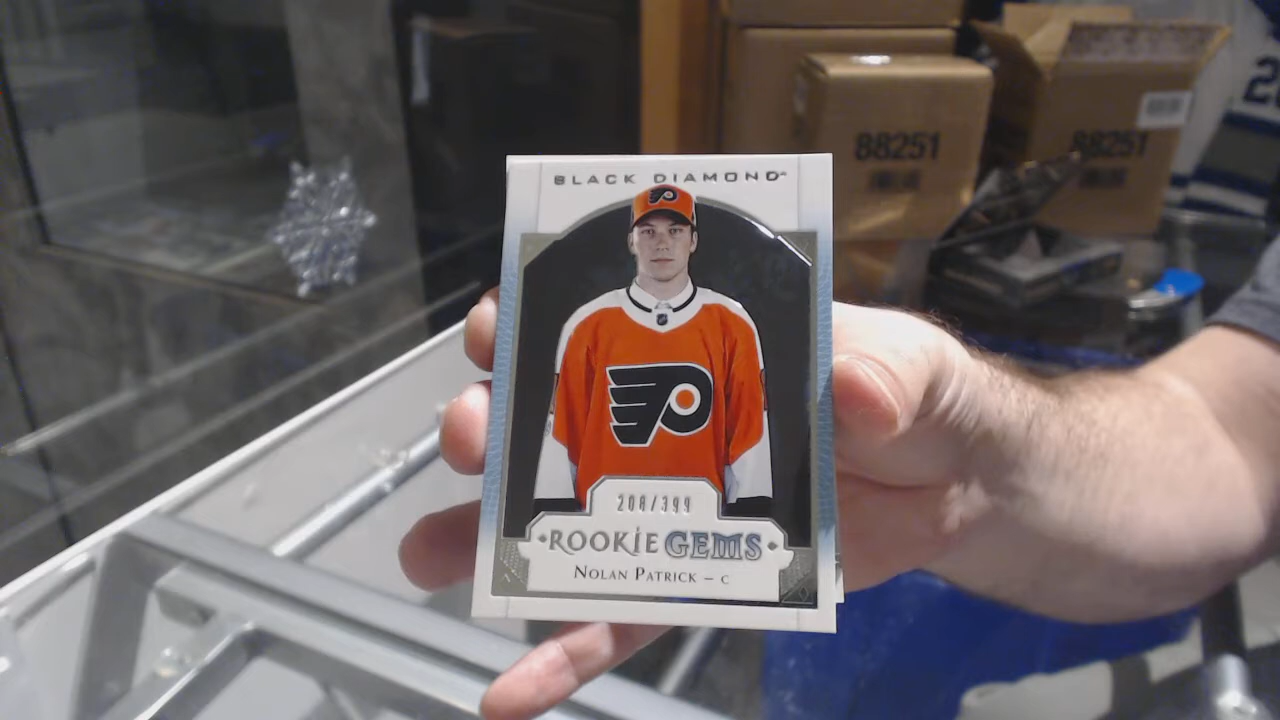 BLACK DIAMOND
208/399
ROOKIE GEMS
NOLAN PATRICK – C
88251
88251